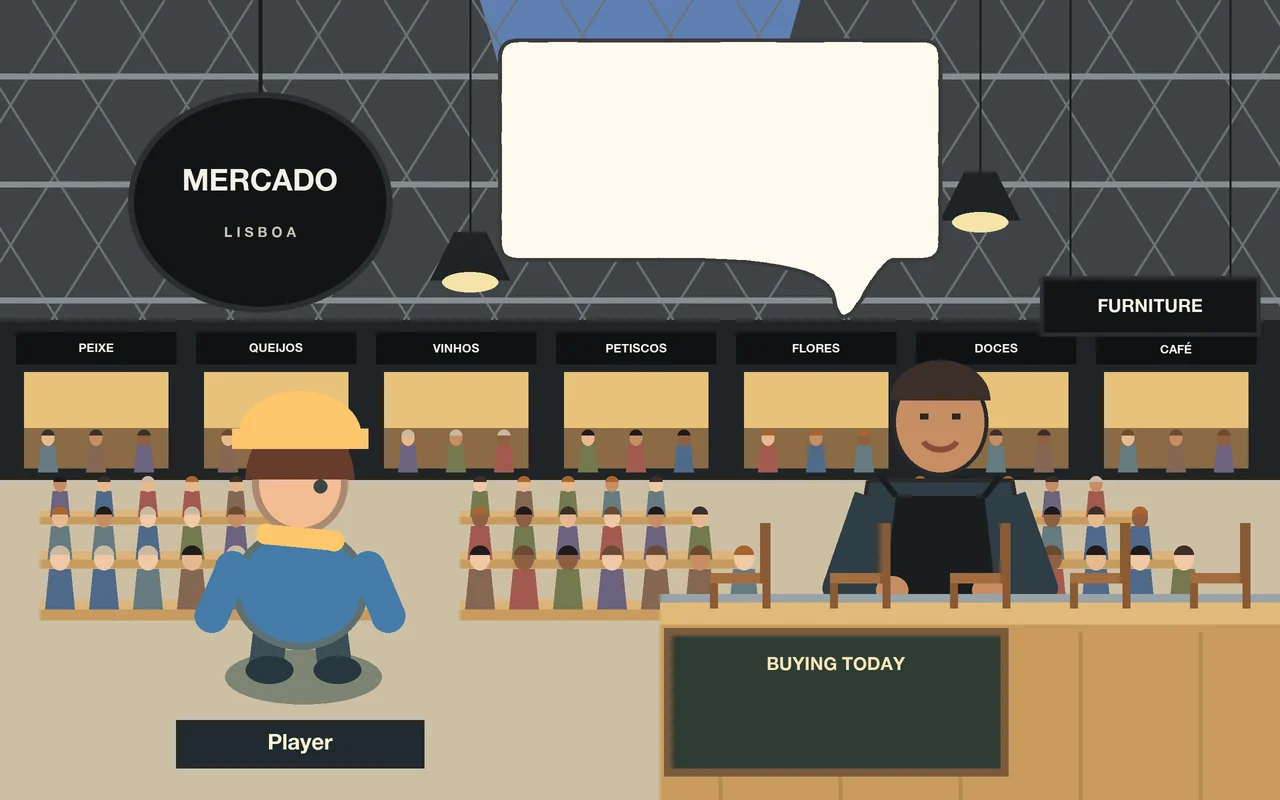 MERCADO
LISBOA
FURNITURE
PEIXE
QUEIJOS
VINHOS
PETISCOS
FLORES
DOCES
CAFÉ
BUYING TODAY
Player